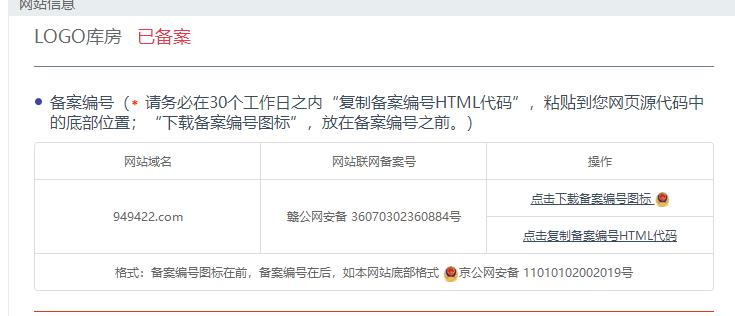 网站信息
LOGO库房 已备案
备案编号（* 请务必在30个工作日之内“复制备案编号HTML代码”，粘贴到您网页源代码中
的底部位置；“下载备案编号图标”，放在备案编号之前。）
网站域名 网站联网备案号 操作
949422.com 赣公网安备 36070302360884号 点击下载备案编号图标
点击复制备案编号HTML代码
格式：备案编号图标在前，备案编号在后，如本网站底部格式 京公网安备 11010102002019号